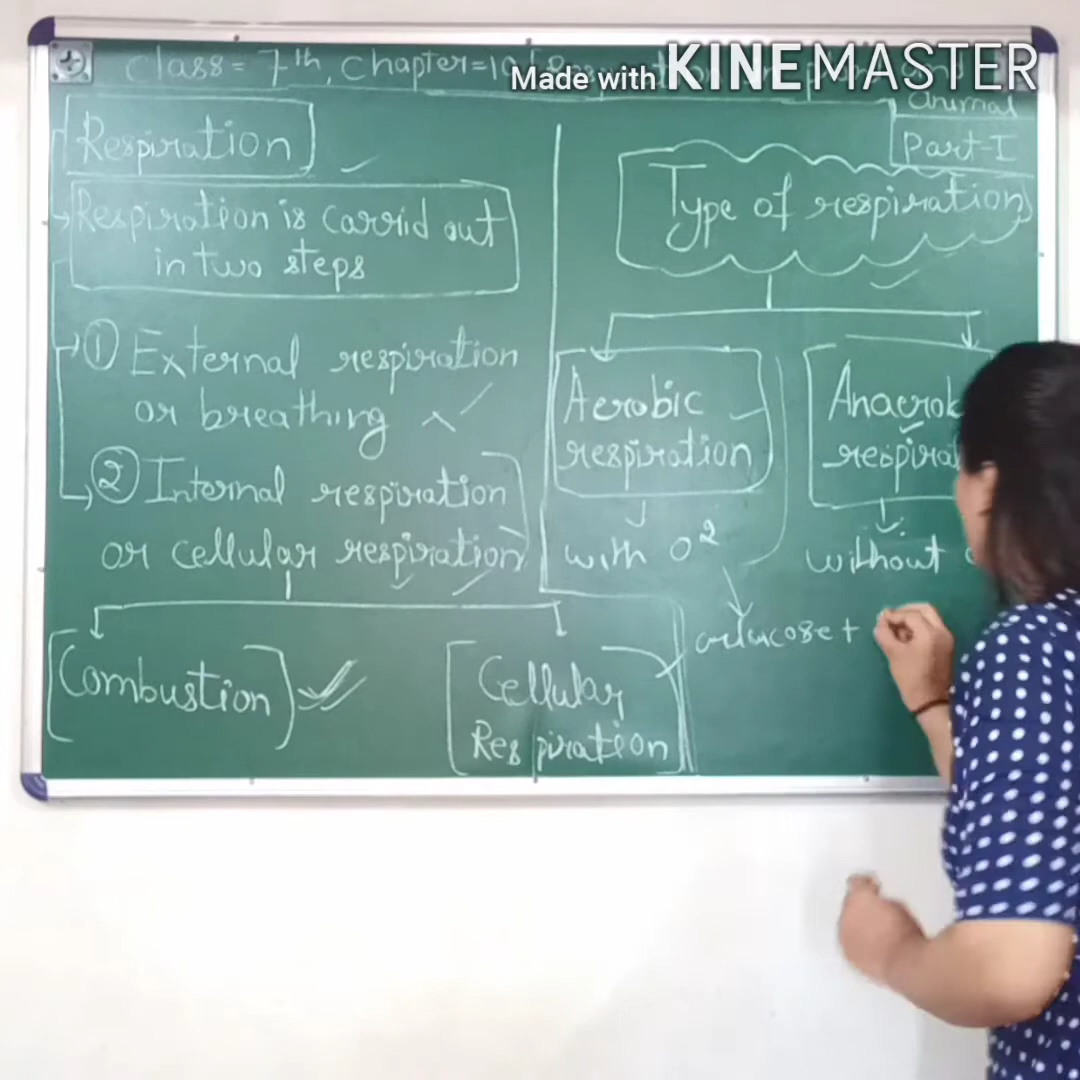 class = 7th, chapter = 10
Made with KINEMASTER
animal
Part-I
Respiration
Respiration is carrid out
in two steps
① External respiration
or breathing
② Internal respiration
or cellular respiration
Combustion
Cellular
Respiration
Type of respiration
Aerobic
respiration
with O²
Anaerob
respirat
without
glucose +